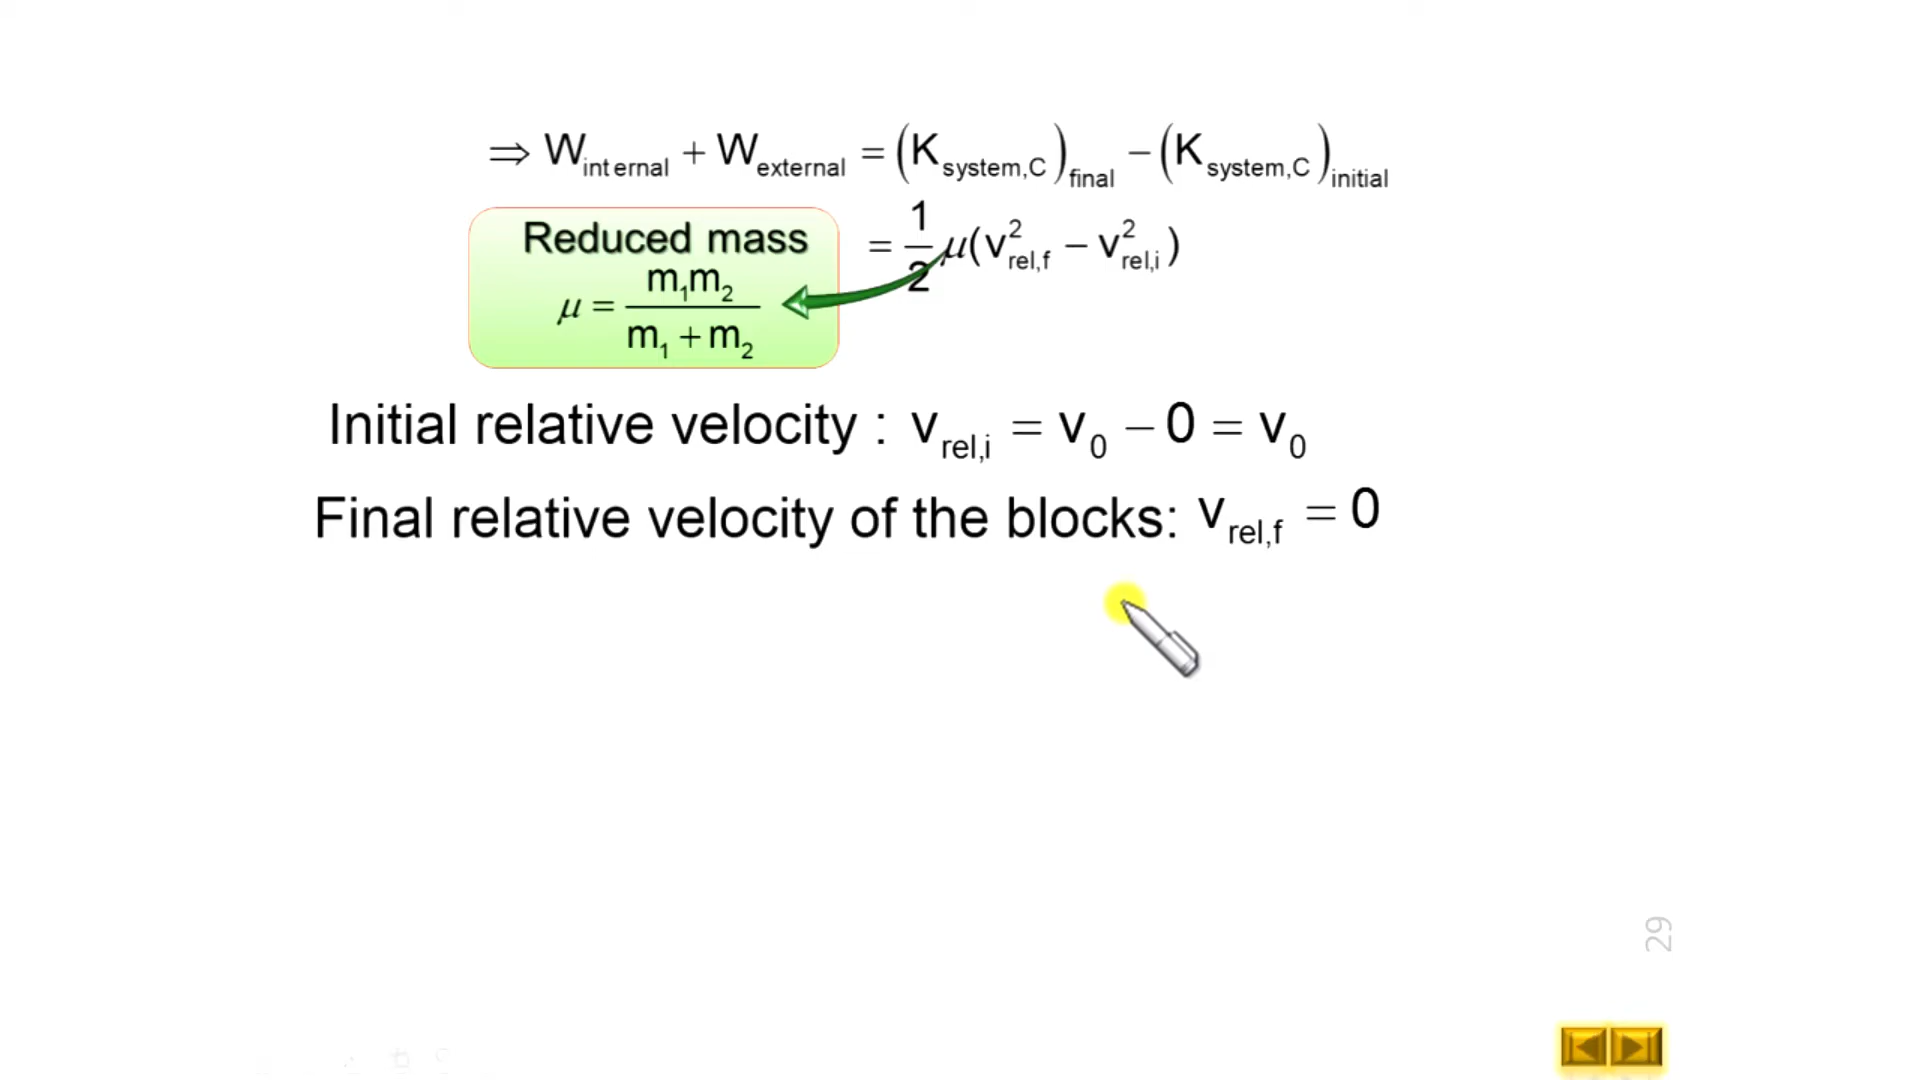 ⇒ W_internal + W_external = (K_system,C)_final − (K_system,C)_initial
= 1/2 μ(v²_rel,f − v²_rel,i)
Reduced mass
μ = m₁m₂ / m₁ + m₂
Initial relative velocity : v_rel,i = v₀ − 0 = v₀
Final relative velocity of the blocks: v_rel,f = 0
29